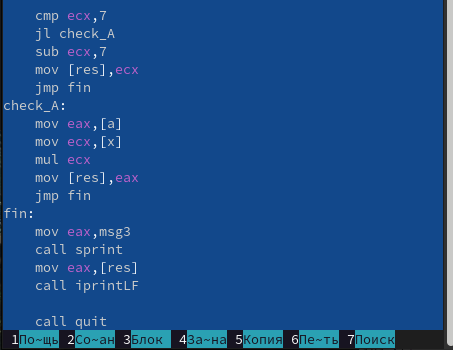 cmp ecx,7
jl check_A
sub ecx,7
mov [res],ecx
jmp fin
check_A:
mov eax,[a]
mov ecx,[x]
mul ecx
mov [res],eax
jmp fin
fin:
mov eax,msg3
call sprint
mov eax,[res]
call iprintLF
call quit
1По~щь 2Со~ан 3Блок 4За~на 5Копия 6Пе~ть 7Поиск